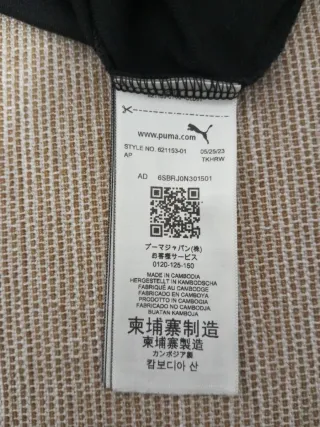 www.puma.com
STYLE NO. 621153-01 05/25/23
AP TKHRW
AD 6SBRJ0N301501
プーマジャパン(株)
お客様サービス
0120-125-150
MADE IN CAMBODIA
HERGESTELLT IN KAMBODSCHA
FABRIQUÉ AU CAMBODGE
FABRICADO EN CAMBOYA
PRODOTTO IN CAMBOGIA
FABRICADO NO CAMBODJA
BUATAN KAMBOJA
柬埔寨制造
柬埔寨製造
カンボジア製
캄보디아 산